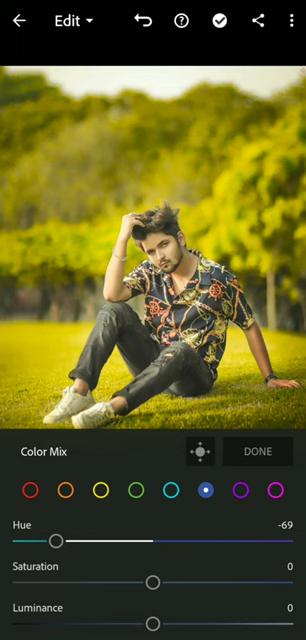 Edit
Color Mix
DONE
Hue -69
Saturation 0
Luminance 0